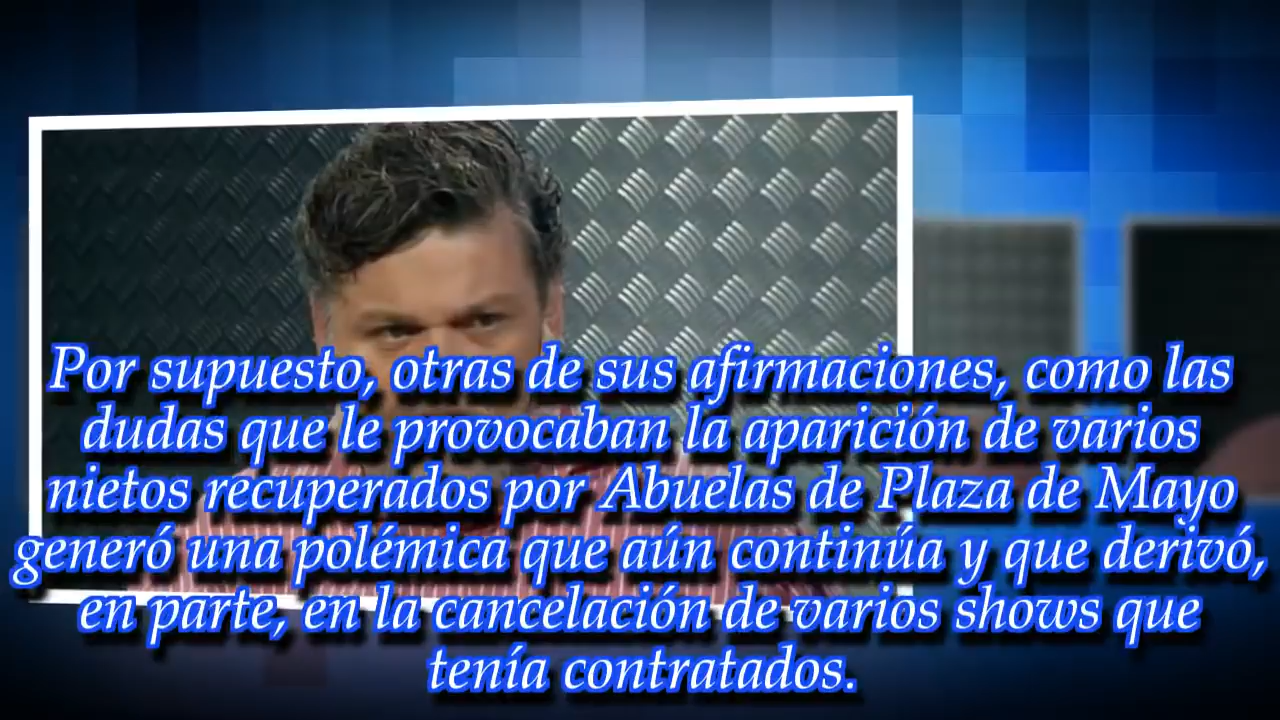 Por supuesto, otras de sus afirmaciones, como las
dudas que le provocaban la aparición de varios
nietos recuperados por Abuelas de Plaza de Mayo
generó una polémica que aún continúa y que derivó,
en parte, en la cancelación de varios shows que
tenía contratados.